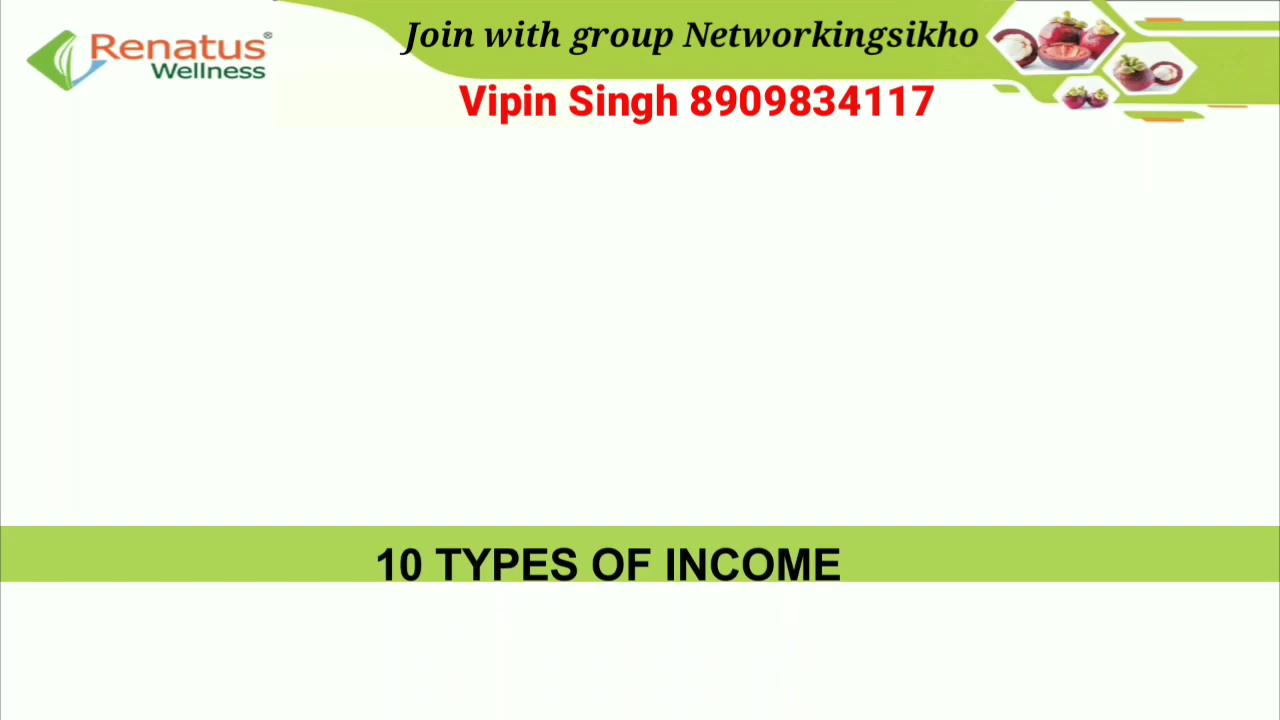 Renatus®
Wellness
Join with group Networkingsikho
Vipin Singh 8909834117
10 TYPES OF INCOME